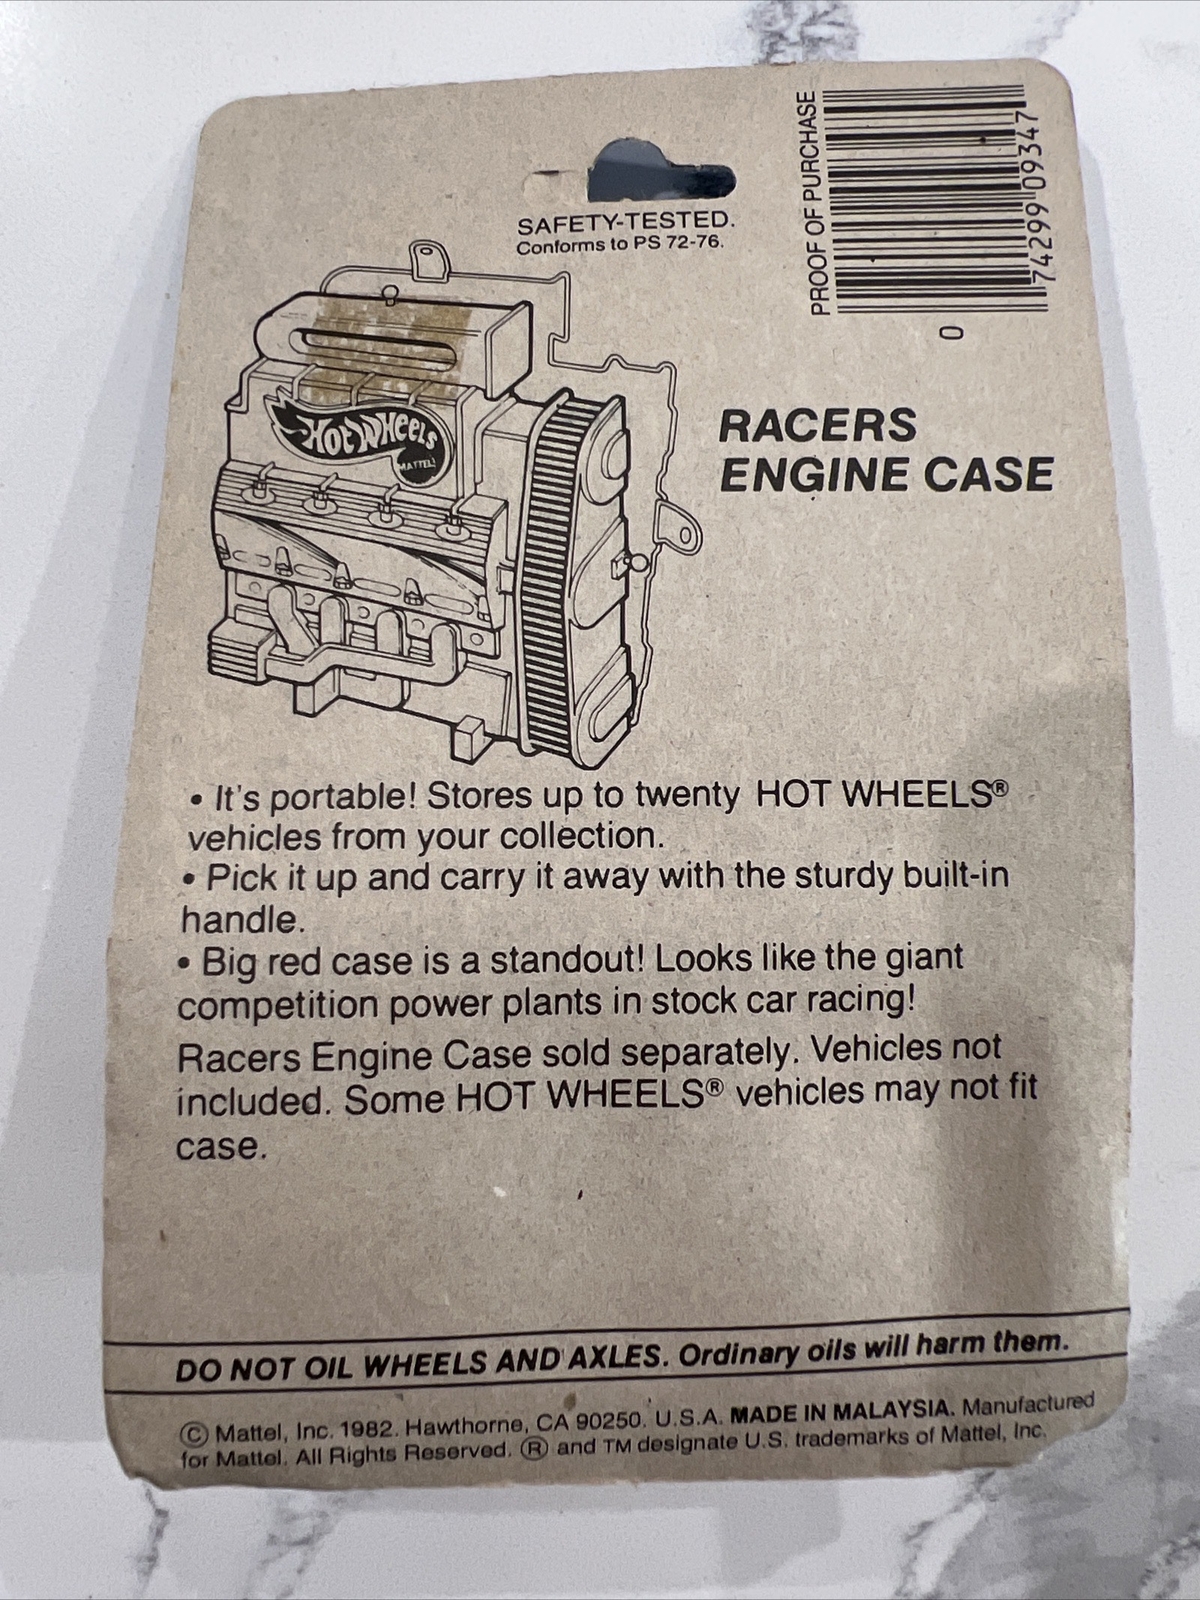 PROOF OF PURCHASE
0 74299 09347
SAFETY-TESTED.
Conforms to PS 72-76.
HOT WHEELS
MATTEL
RACERS
ENGINE CASE
• It's portable! Stores up to twenty HOT WHEELS®
vehicles from your collection.
• Pick it up and carry it away with the sturdy built-in
handle.
• Big red case is a standout! Looks like the giant
competition power plants in stock car racing!
Racers Engine Case sold separately. Vehicles not
included. Some HOT WHEELS® vehicles may not fit
case.
DO NOT OIL WHEELS AND AXLES. Ordinary oils will harm them.
© Mattel, Inc. 1982. Hawthorne, CA 90250. U.S.A. MADE IN MALAYSIA. Manufactured
for Mattel. All Rights Reserved. ® and TM designate U.S. trademarks of Mattel, Inc.